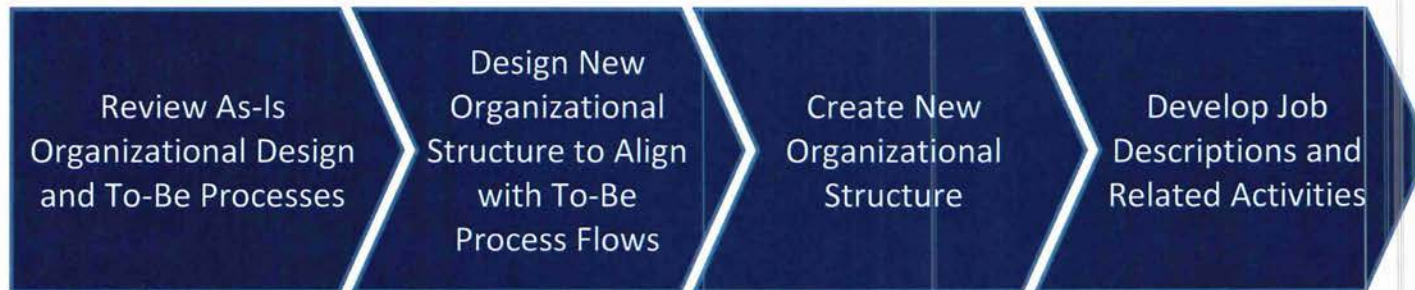 Review As-Is
Organizational Design
and To-Be Processes
Design New
Organizational
Structure to Align
with To-Be
Process Flows
Create New
Organizational
Structure
Develop Job
Descriptions and
Related Activities